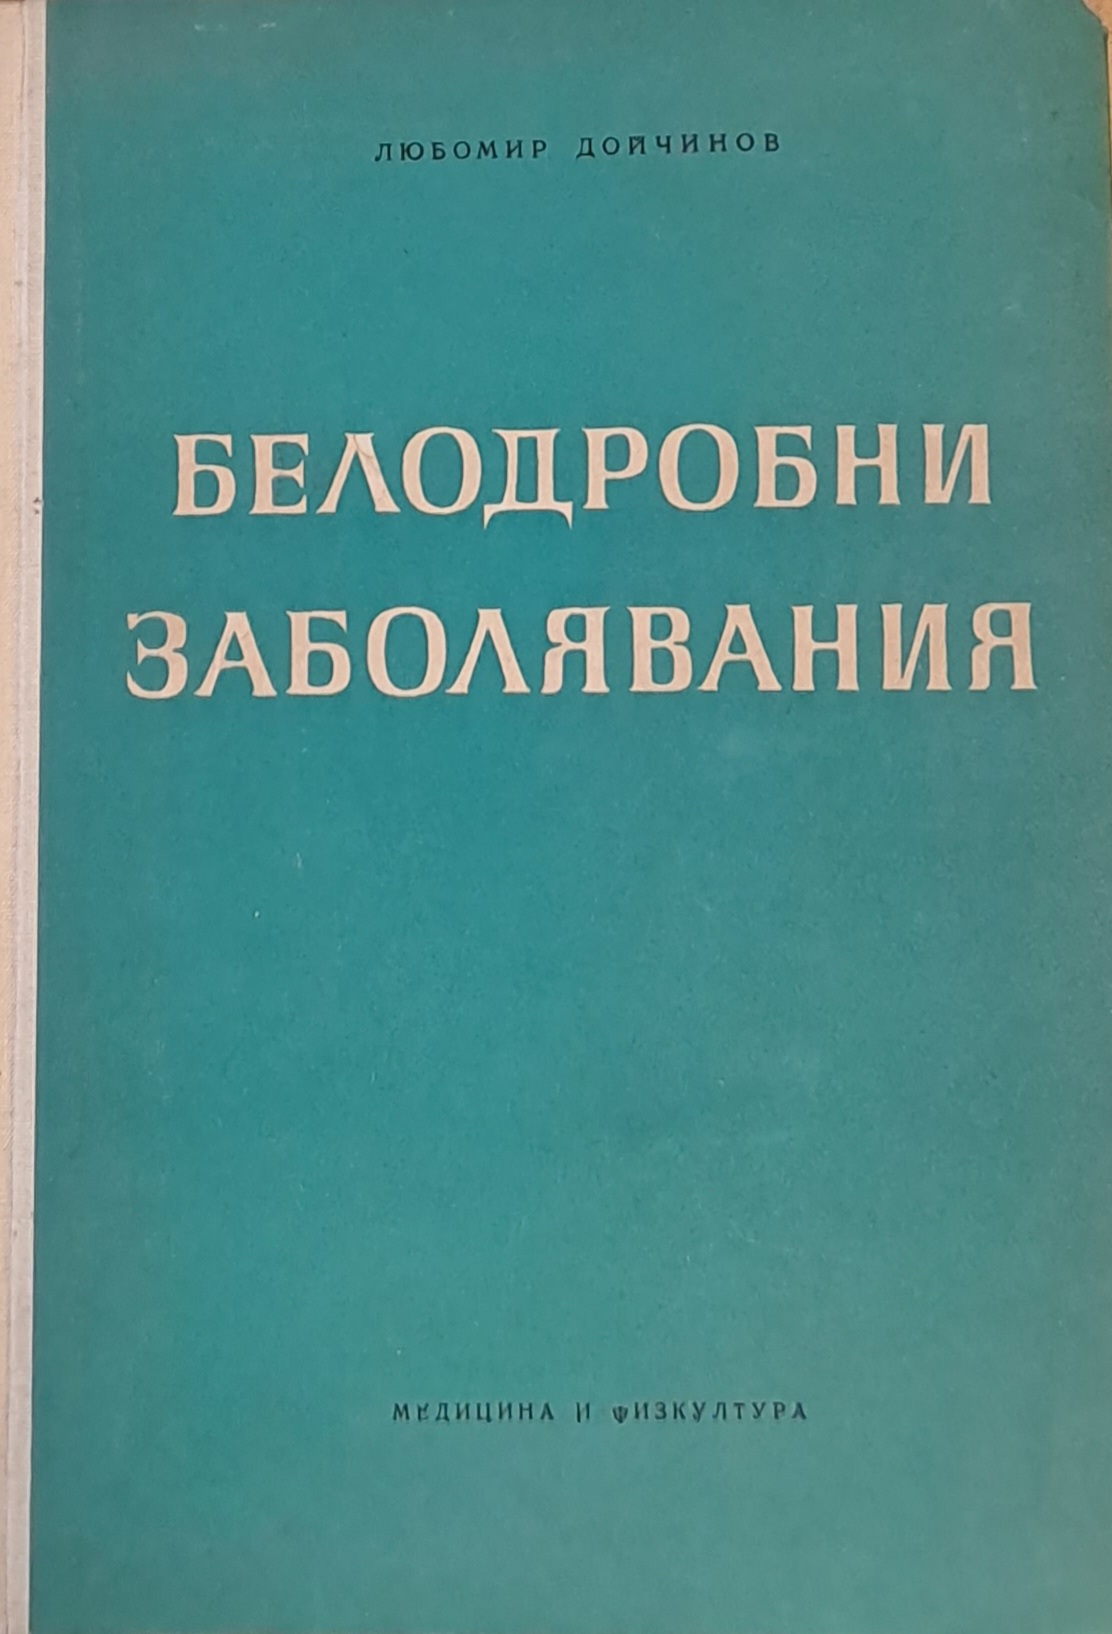 ЛЮБОМИР ДОЙЧИНОВ
БЕЛОДРОБНИ
ЗАБОЛЯВАНИЯ
МЕДИЦИНА И ФИЗКУЛТУРА